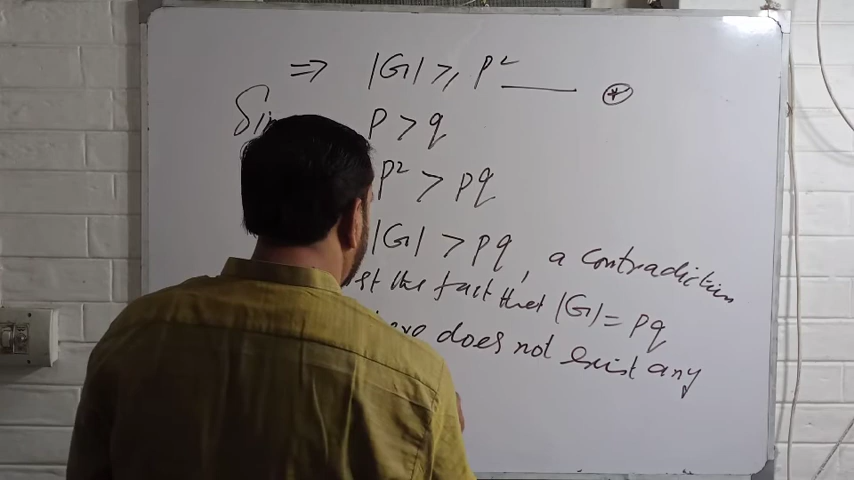 ⇒ |G| ≥ p² ⊛
p > q
p² > pq
|G| > pq, a contradiction
the fact that |G| = pq
does not exist any